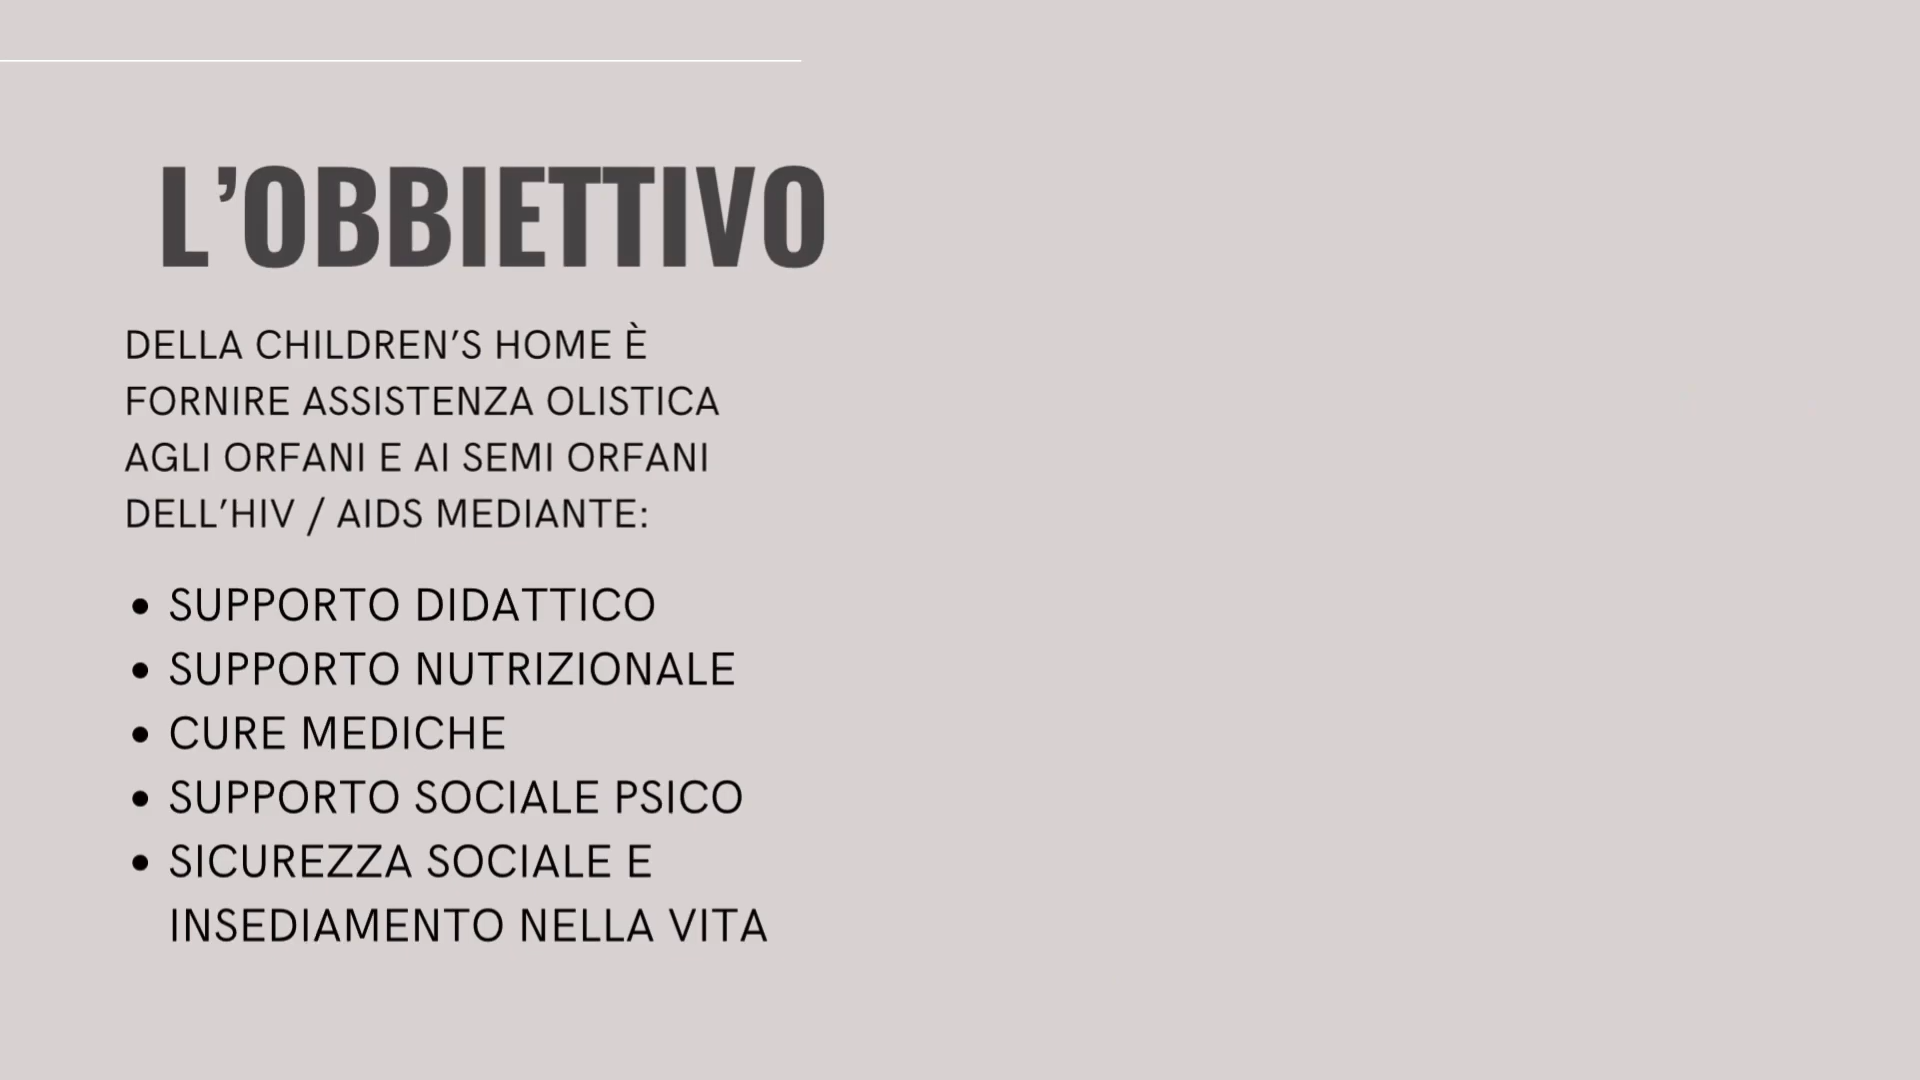 L’OBBIETTIVO
DELLA CHILDREN’S HOME È
FORNIRE ASSISTENZA OLISTICA
AGLI ORFANI E AI SEMI ORFANI
DELL’HIV / AIDS MEDIANTE:
• SUPPORTO DIDATTICO
• SUPPORTO NUTRIZIONALE
• CURE MEDICHE
• SUPPORTO SOCIALE PSICO
• SICUREZZA SOCIALE E
INSEDIAMENTO NELLA VITA